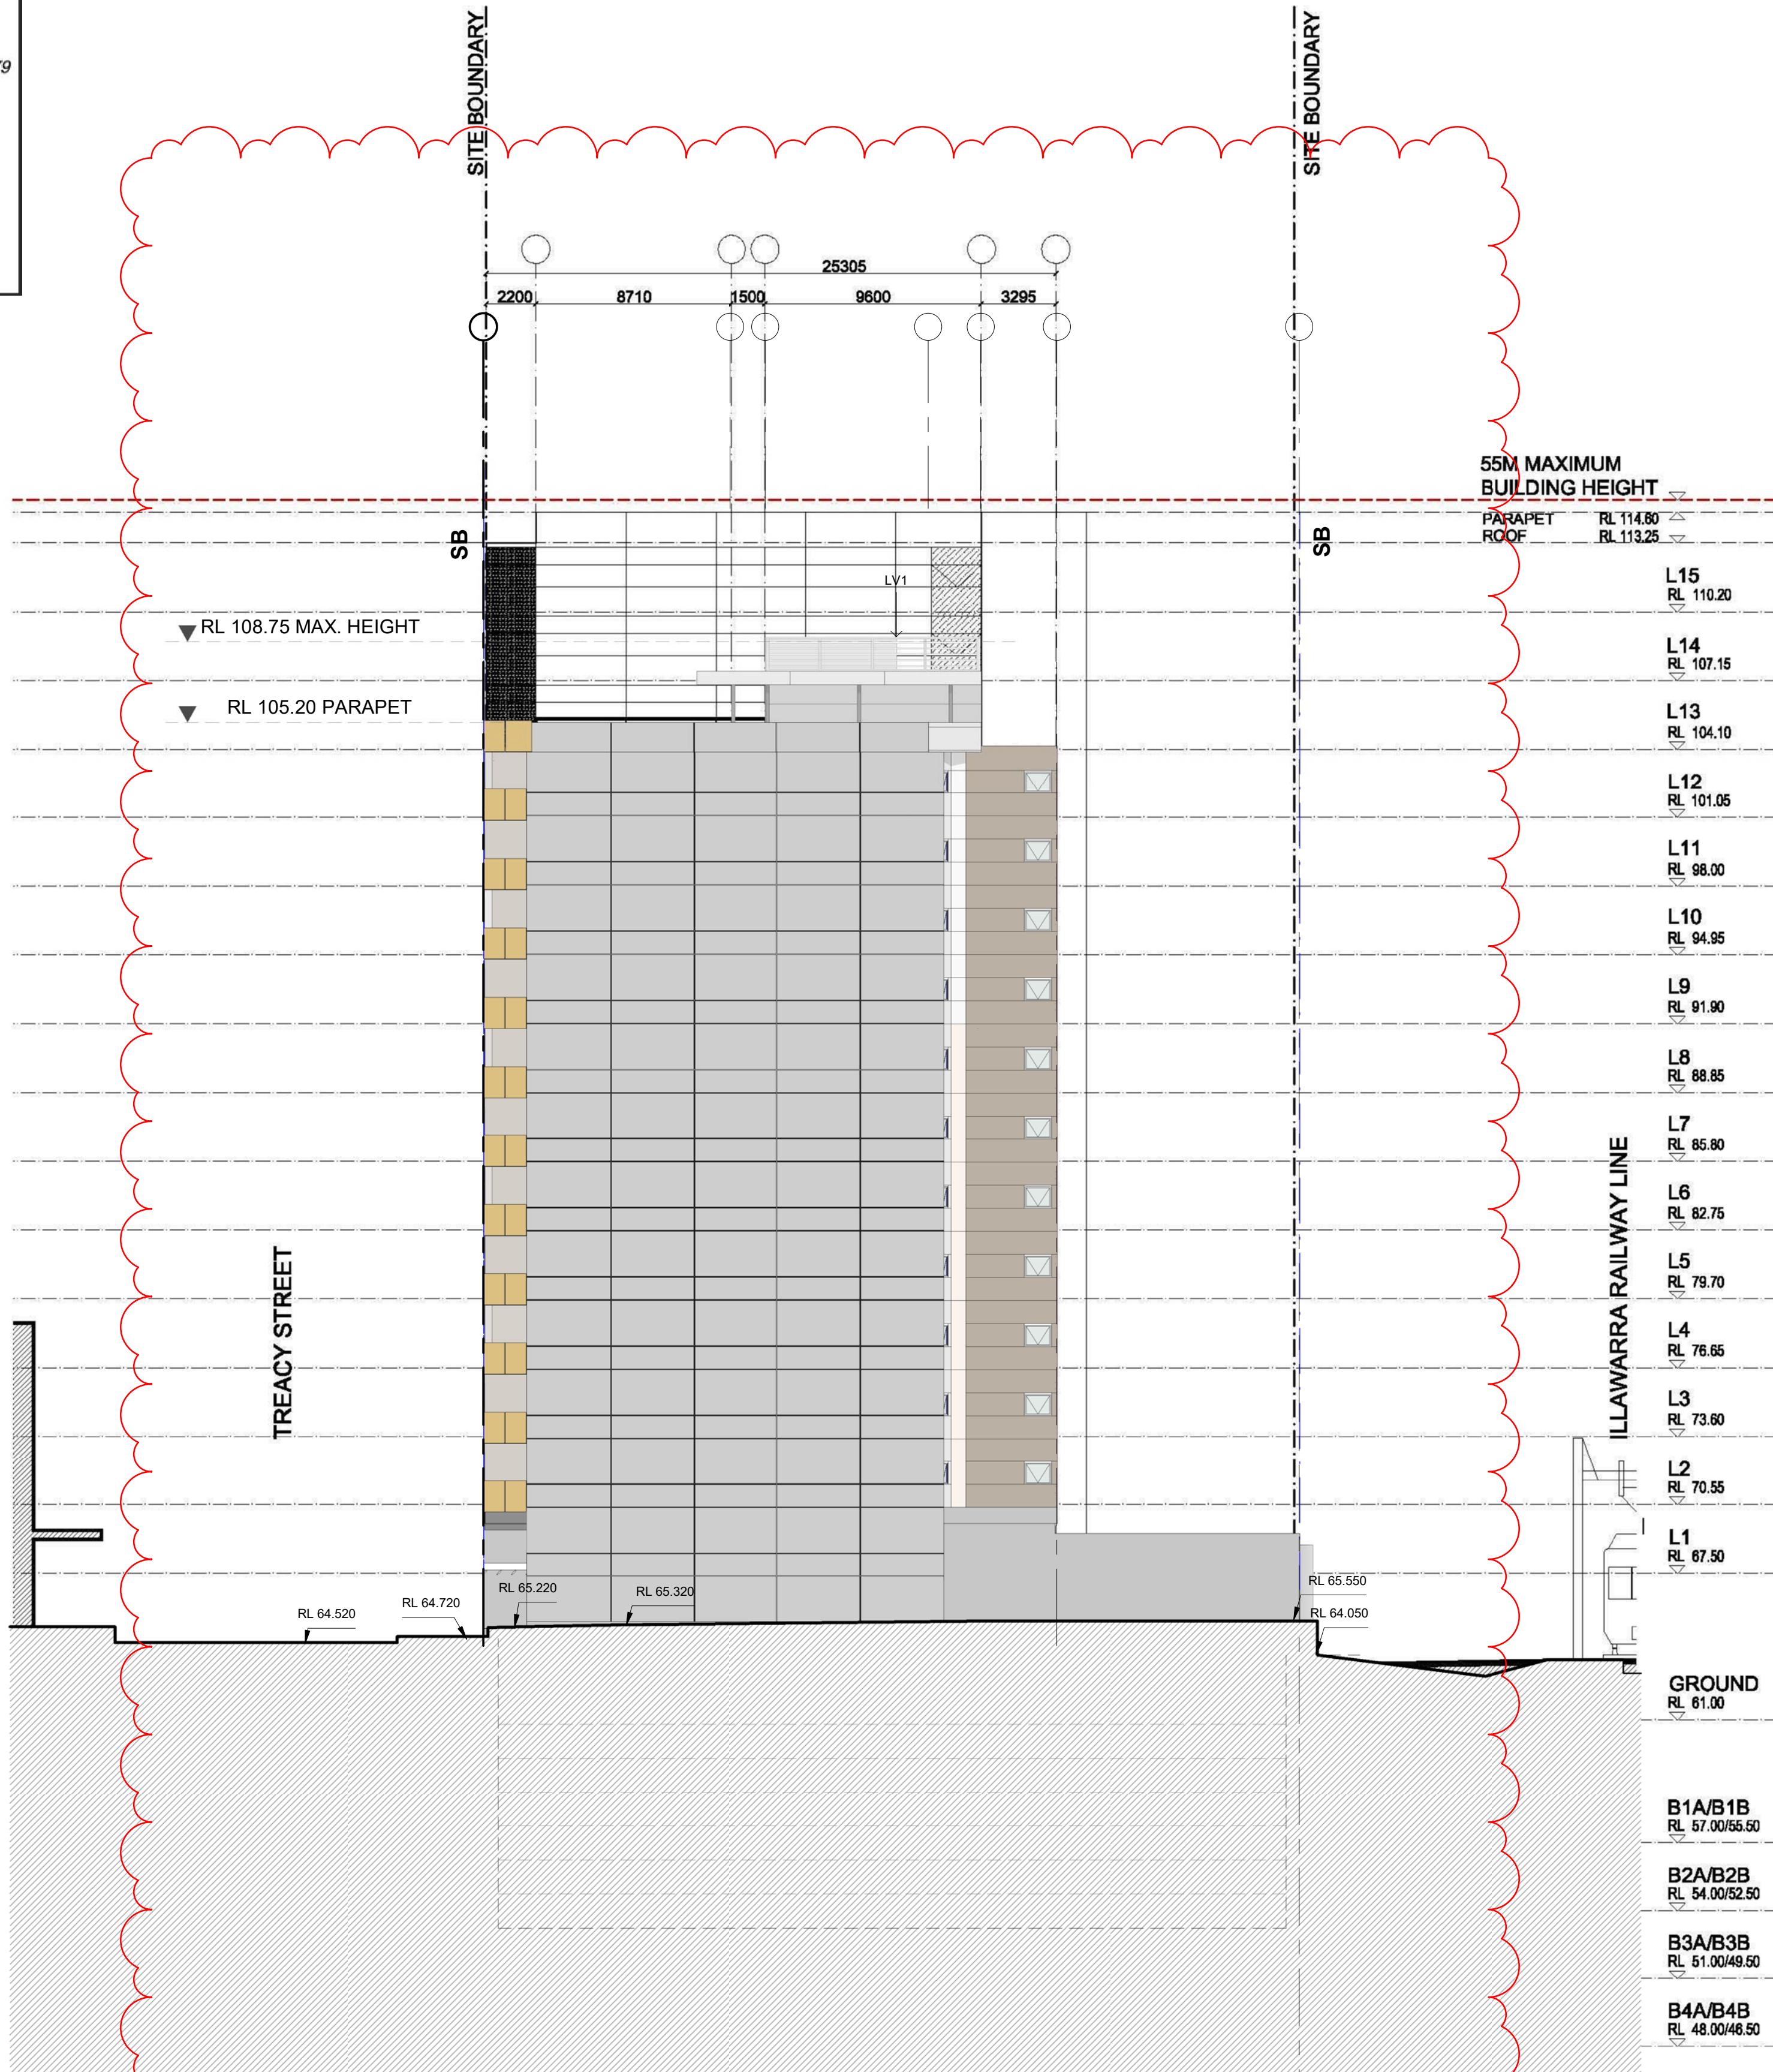 SITE BOUNDARY
SITE BOUNDARY
25305
2200
8710
1500
9600
3295
55M MAXIMUM
BUILDING HEIGHT
PARAPET RL 114.60
ROOF RL 113.25
SB
SB
LV1
RL 108.75 MAX. HEIGHT
RL 105.20 PARAPET
L15
RL 110.20
L14
RL 107.15
L13
RL 104.10
L12
RL 101.05
L11
RL 98.00
L10
RL 94.95
L9
RL 91.90
L8
RL 88.85
L7
RL 85.80
L6
RL 82.75
L5
RL 79.70
L4
RL 76.65
L3
RL 73.60
L2
RL 70.55
L1
RL 67.50
TREACY STREET
ILLAWARRA RAILWAY LINE
RL 64.520
RL 64.720
RL 65.220
RL 65.320
RL 65.550
RL 64.050
GROUND
RL 61.00
B1A/B1B
RL 57.00/55.50
B2A/B2B
RL 54.00/52.50
B3A/B3B
RL 51.00/49.50
B4A/B4B
RL 48.00/46.50